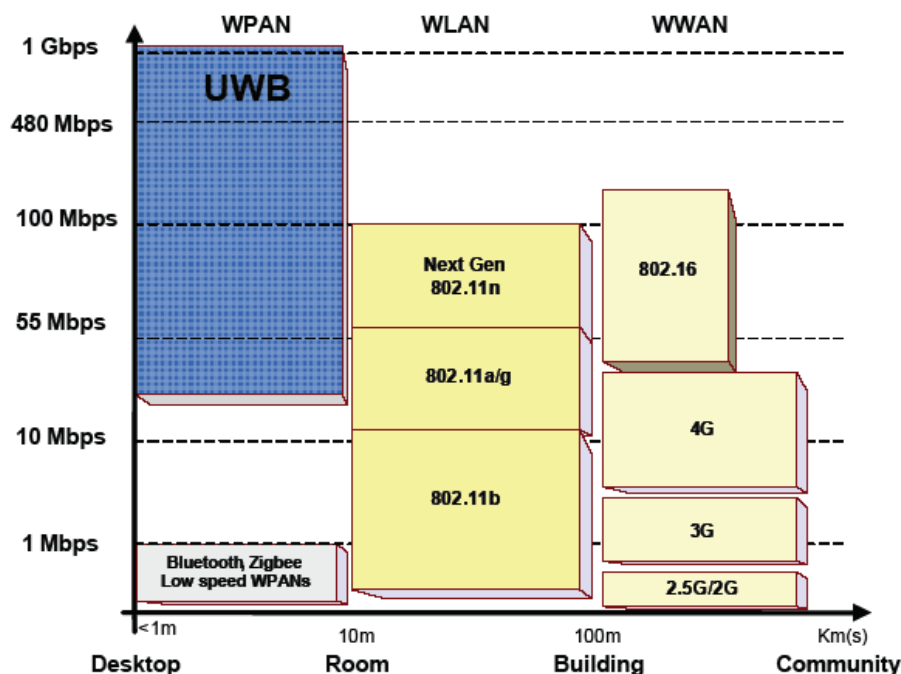 WPAN WLAN WWAN
1 Gbps
UWB
480 Mbps
100 Mbps
Next Gen
802.11n
802.16
55 Mbps
802.11a/g
4G
10 Mbps
802.11b
3G
1 Mbps
Bluetooth, Zigbee
Low speed WPANs
2.5G/2G
<1m 10m 100m Km(s)
Desktop Room Building Community